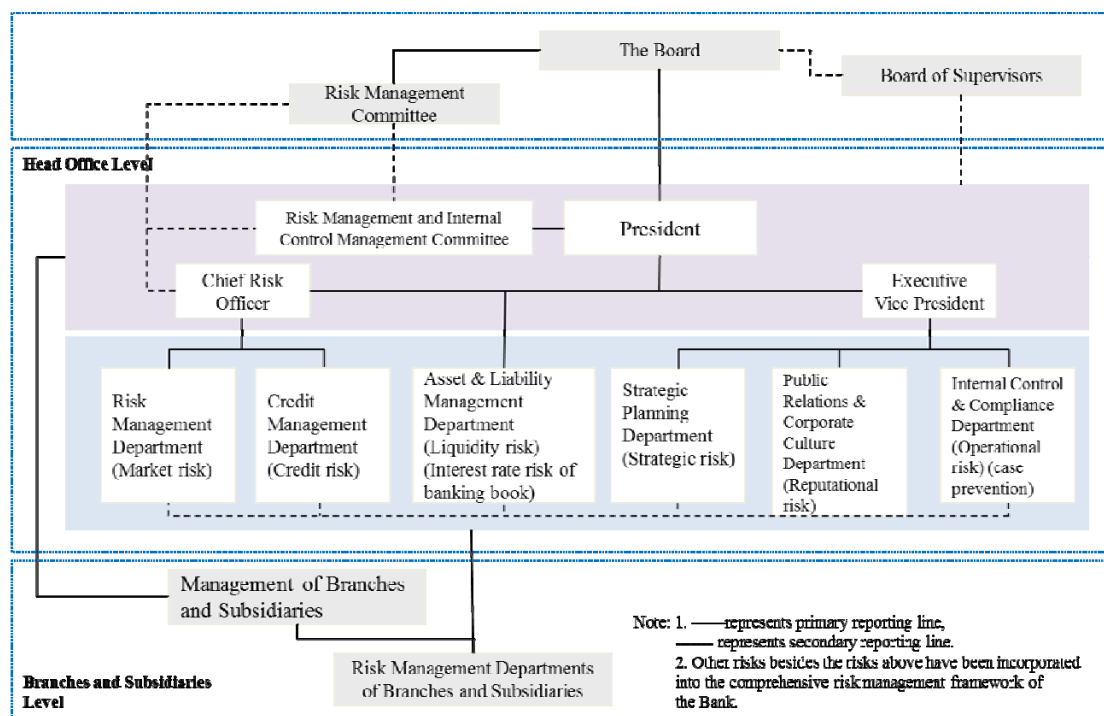 The Board
Board of Supervisors
Risk Management
Committee
Head Office Level
Risk Management and Internal
Control Management Committee
President
Chief Risk
Officer
Executive
Vice President
Risk
Management
Department
(Market risk)
Credit
Management
Department
(Credit risk)
Asset & Liability
Management
Department
(Liquidity risk)
(Interest rate risk of
banking book)
Strategic
Planning
Department
(Strategic risk)
Public
Relations &
Corporate
Culture
Department
(Reputational
risk)
Internal Control
& Compliance
Department
(Operational
risk) (case
prevention)
Management of Branches
and Subsidiaries
Risk Management Departments
of Branches and Subsidiaries
Branches and Subsidiaries
Level
Note: 1. ——represents primary reporting line,
—— represents secondary reporting line.
2. Other risks besides the risks above have been incorporated
into the comprehensive risk management framework of
the Bank.